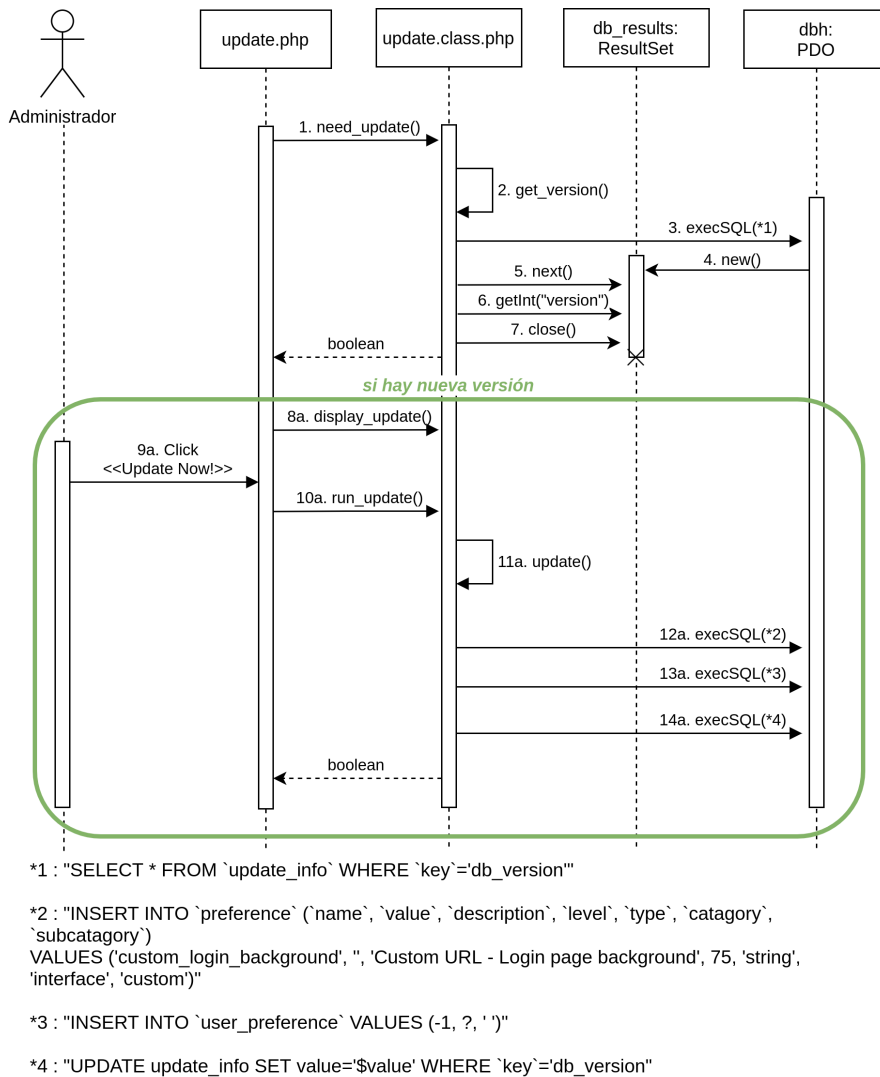 update.php
update.class.php
db_results:
ResultSet
dbh:
PDO
Administrador
1. need_update()
2. get_version()
3. execSQL(*1)
4. new()
5. next()
6. getInt("version")
7. close()
boolean
si hay nueva versión
8a. display_update()
9a. Click
<<Update Now!>>
10a. run_update()
11a. update()
12a. execSQL(*2)
13a. execSQL(*3)
14a. execSQL(*4)
boolean
*1 : "SELECT * FROM `update_info` WHERE `key`='db_version'"
*2 : "INSERT INTO `preference` (`name`, `value`, `description`, `level`, `type`, `catagory`,
`subcatagory`)
VALUES ('custom_login_background', '', 'Custom URL - Login page background', 75, 'string',
'interface', 'custom')"
*3 : "INSERT INTO `user_preference` VALUES (-1, ?, ' ')"
*4 : "UPDATE update_info SET value='$value' WHERE `key`='db_version"